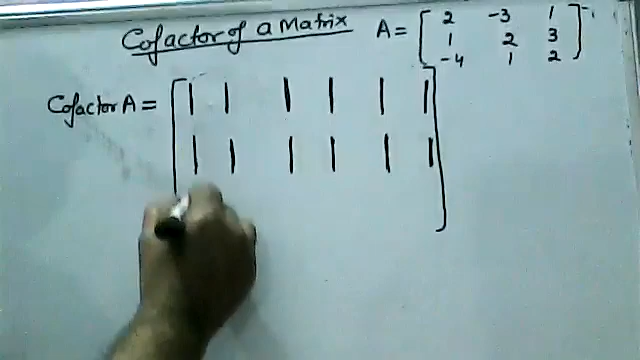 Cofactor of a Matrix A = [ 2 -3 1
1 2 3
-4 1 2 ]
Cofactor A = [ | | | | | |
| | | | | | ]